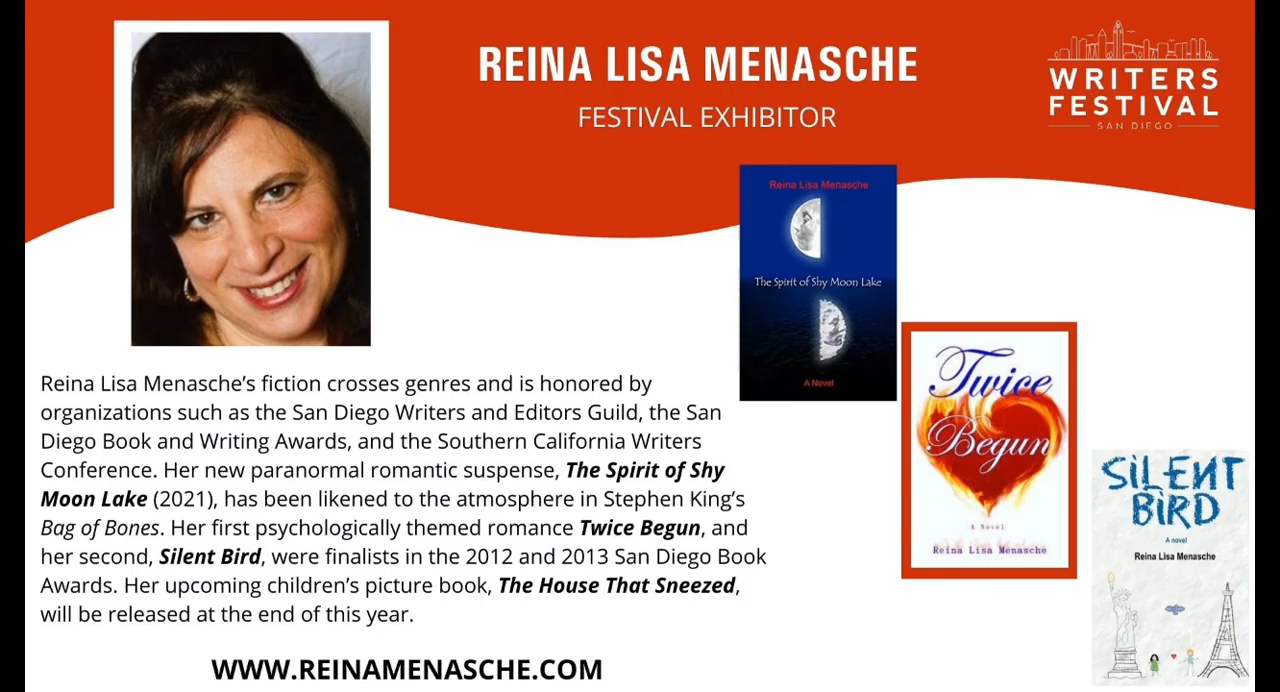 REINA LISA MENASCHE
FESTIVAL EXHIBITOR
WRITERS
FESTIVAL
SAN DIEGO
Reina Lisa Menasche
The Spirit of Shy Moon Lake
A Novel
Twice
Begun
A Novel
Reina Lisa Menasche
SILENT
BIRD
A novel
Reina Lisa Menasche
Reina Lisa Menasche's fiction crosses genres and is honored by
organizations such as the San Diego Writers and Editors Guild, the San
Diego Book and Writing Awards, and the Southern California Writers
Conference. Her new paranormal romantic suspense, The Spirit of Shy
Moon Lake (2021), has been likened to the atmosphere in Stephen King's
Bag of Bones. Her first psychologically themed romance Twice Begun, and
her second, Silent Bird, were finalists in the 2012 and 2013 San Diego Book
Awards. Her upcoming children's picture book, The House That Sneezed,
will be released at the end of this year.
WWW.REINAMENASCHE.COM